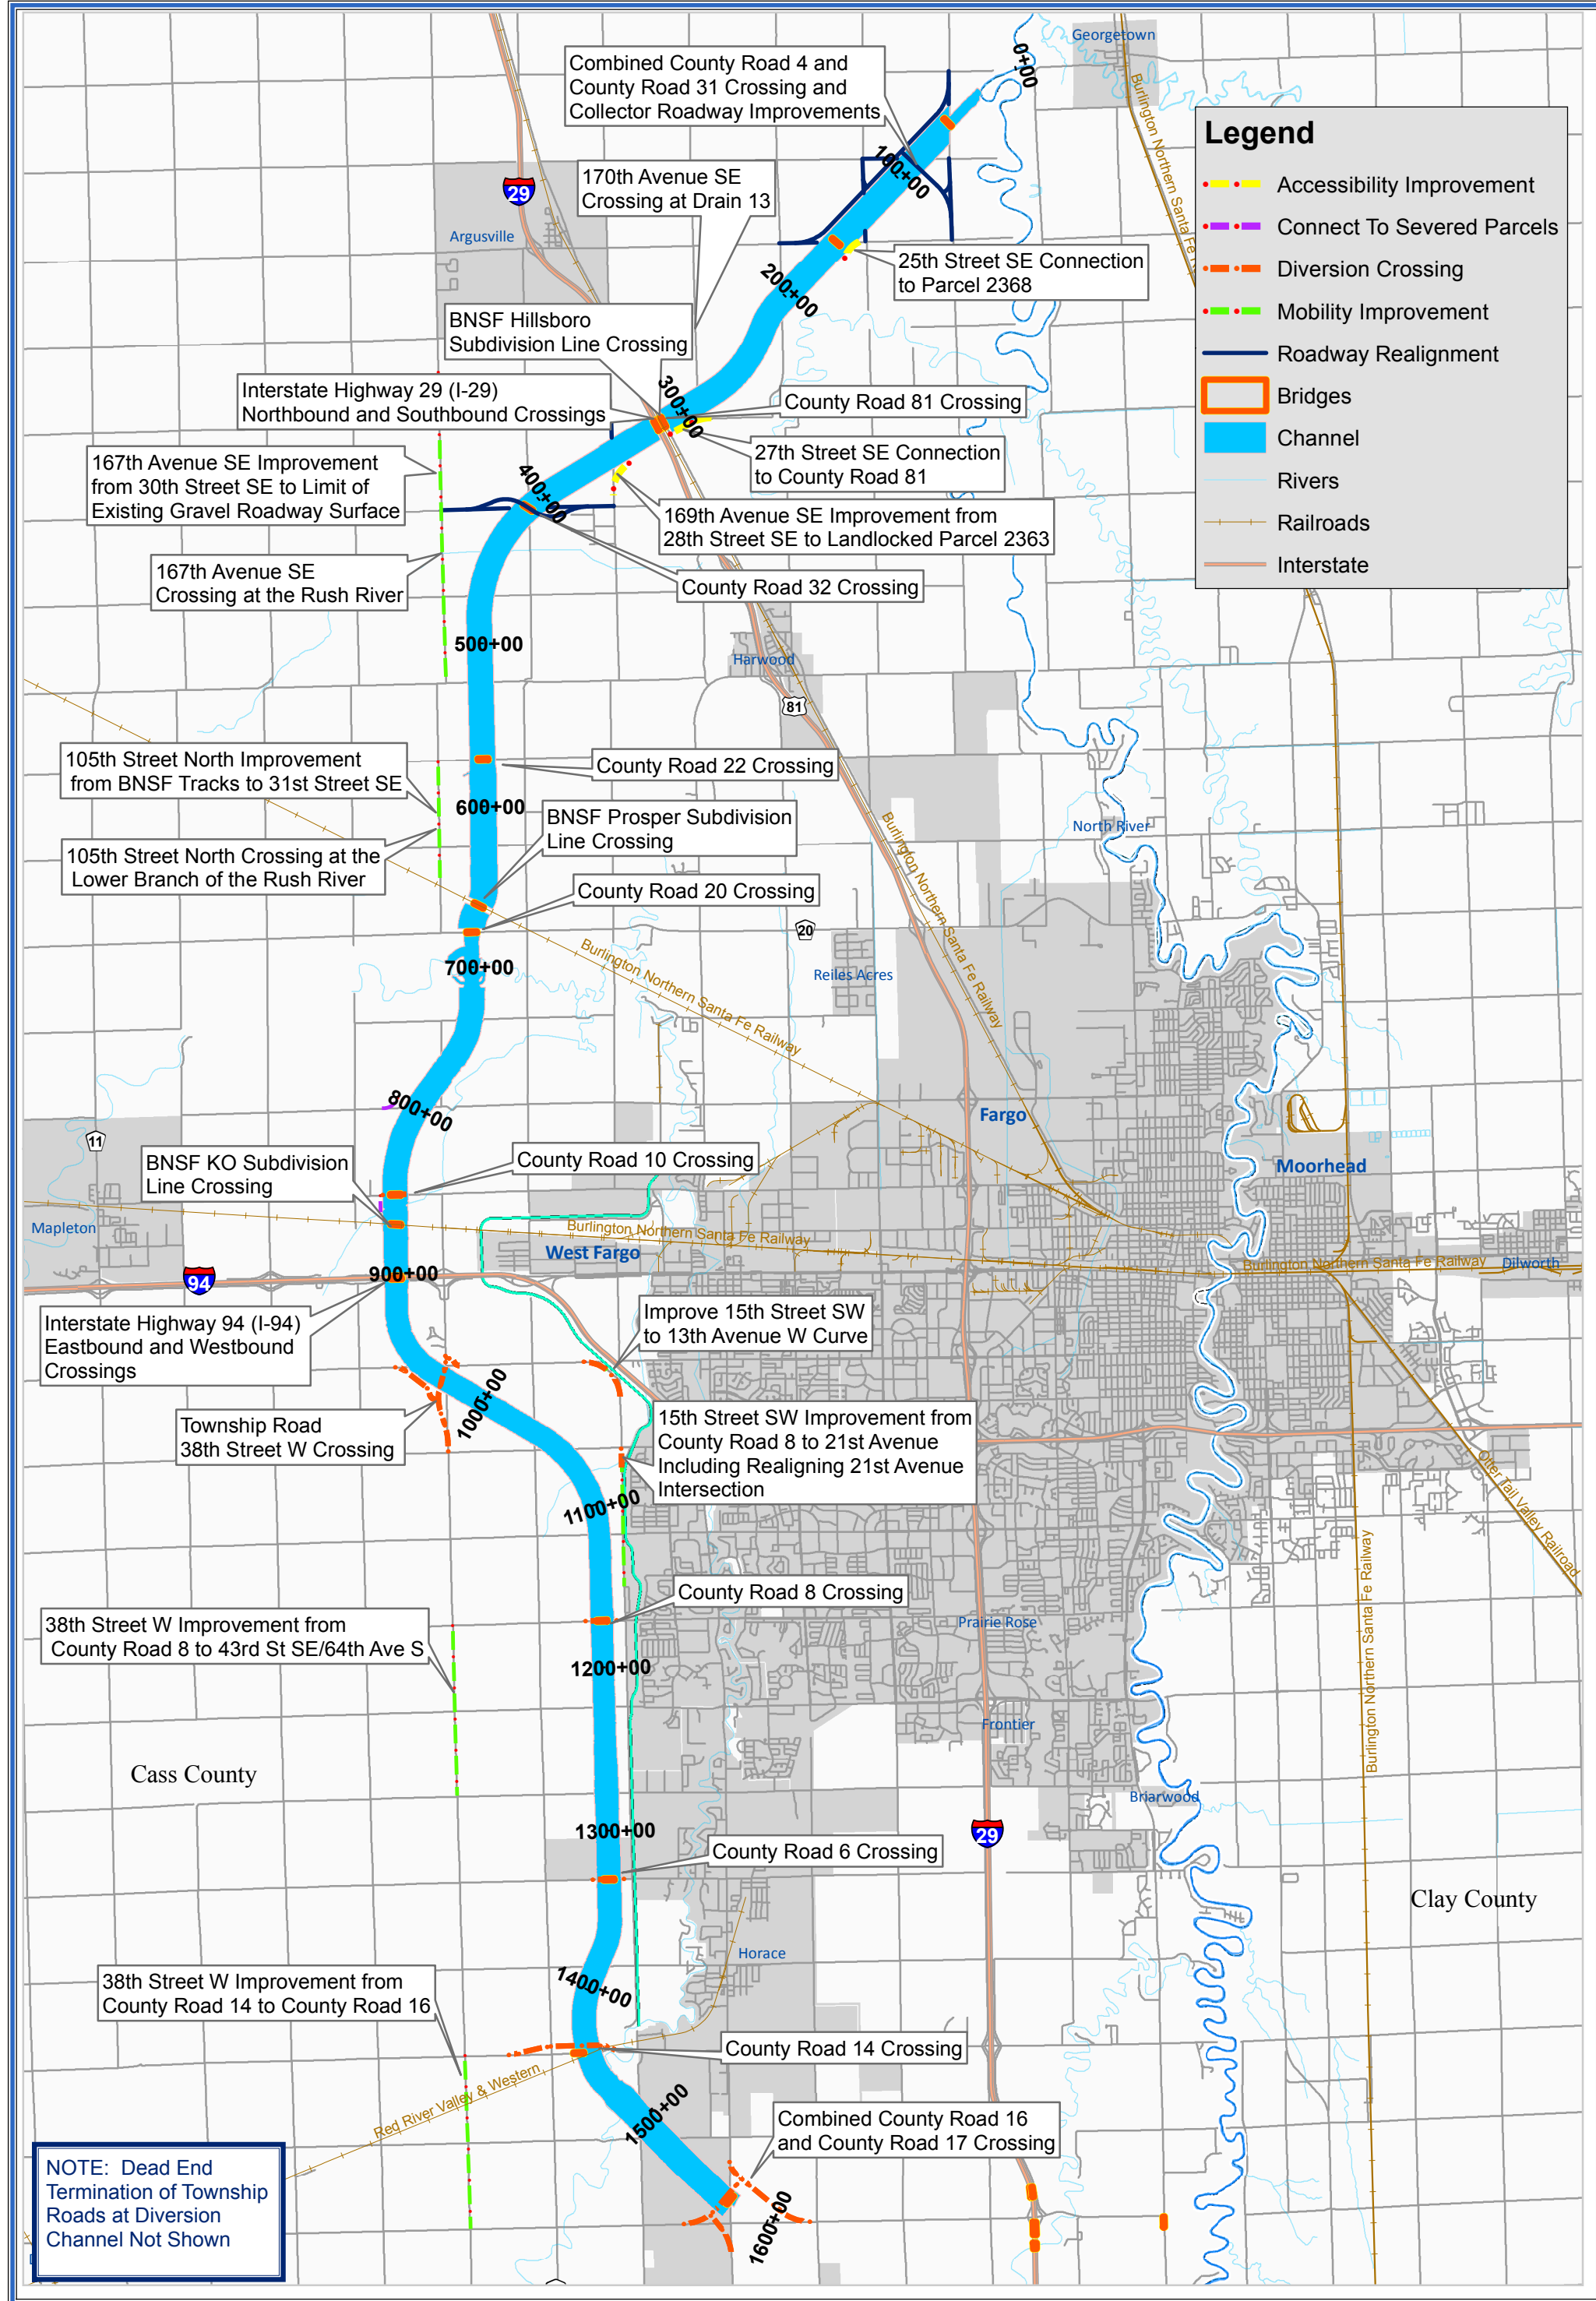 Georgetown
0+00
Burlington Northern Santa Fe
Combined County Road 4 and
County Road 31 Crossing and
Collector Roadway Improvements
Legend
Accessibility Improvement
Connect To Severed Parcels
Diversion Crossing
Mobility Improvement
Roadway Realignment
Bridges
Channel
Rivers
Railroads
Interstate
100+00
29
170th Avenue SE
Crossing at Drain 13
Argusville
25th Street SE Connection
to Parcel 2368
200+00
BNSF Hillsboro
Subdivision Line Crossing
Interstate Highway 29 (I-29)
Northbound and Southbound Crossings
300+00
County Road 81 Crossing
27th Street SE Connection
to County Road 81
167th Avenue SE Improvement
from 30th Street SE to Limit of
Existing Gravel Roadway Surface
400+00
169th Avenue SE Improvement from
28th Street SE to Landlocked Parcel 2363
167th Avenue SE
Crossing at the Rush River
County Road 32 Crossing
500+00
Harwood
81
105th Street North Improvement
from BNSF Tracks to 31st Street SE
County Road 22 Crossing
600+00
BNSF Prosper Subdivision
Line Crossing
North River
Burlington Northern Santa Fe Railway
105th Street North Crossing at the
Lower Branch of the Rush River
County Road 20 Crossing
20
700+00
Reiles Acres
Burlington Northern Santa Fe Railway
800+00
Fargo
11
Moorhead
BNSF KO Subdivision
Line Crossing
County Road 10 Crossing
Mapleton
Burlington Northern Santa Fe Railway
West Fargo
Burlington Northern Santa Fe Railway
Dilworth
94
900+00
Interstate Highway 94 (I-94)
Eastbound and Westbound
Crossings
Improve 15th Street SW
to 13th Avenue W Curve
1000+00
Township Road
38th Street W Crossing
15th Street SW Improvement from
County Road 8 to 21st Avenue
Including Realigning 21st Avenue
Intersection
Otter Tail Valley Railroad
1100+00
Burlington Northern Santa Fe Railway
County Road 8 Crossing
38th Street W Improvement from
County Road 8 to 43rd St SE/64th Ave S
Prairie Rose
1200+00
Frontier
Cass County
Briarwood
1300+00
29
County Road 6 Crossing
Clay County
Horace
38th Street W Improvement from
County Road 14 to County Road 16
1400+00
County Road 14 Crossing
Red River Valley & Western
1500+00
Combined County Road 16
and County Road 17 Crossing
NOTE: Dead End
Termination of Township
Roads at Diversion
Channel Not Shown
1600+00